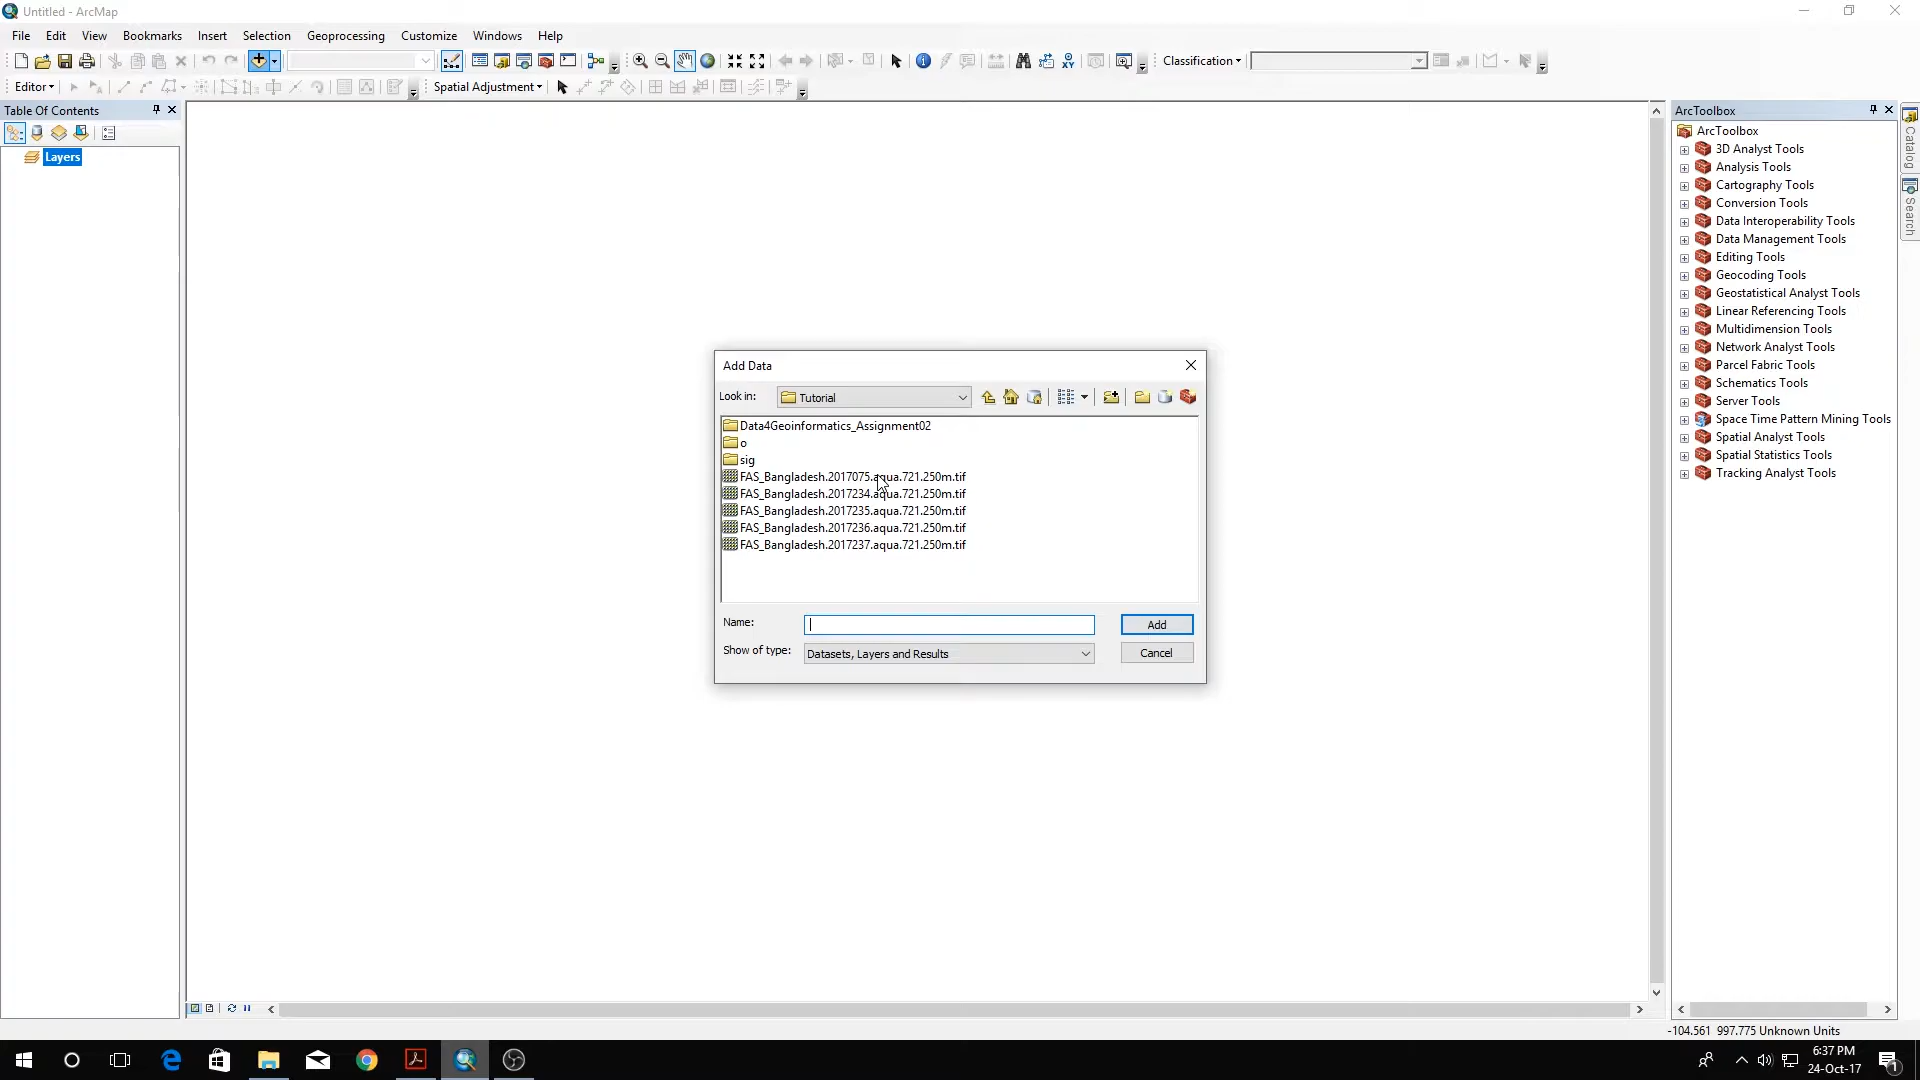 Untitled - ArcMap
File Edit View Bookmarks Insert Selection Geoprocessing Customize Windows Help
Classification
Editor Spatial Adjustment
Table Of Contents
Layers
Add Data
Look in: Tutorial
Data4Geoinformatics_Assignment02
o
sig
FAS_Bangladesh.2017075.aqua.721.250m.tif
FAS_Bangladesh.2017234.aqua.721.250m.tif
FAS_Bangladesh.2017235.aqua.721.250m.tif
FAS_Bangladesh.2017236.aqua.721.250m.tif
FAS_Bangladesh.2017237.aqua.721.250m.tif
Name: Add
Show of type: Datasets, Layers and Results Cancel
ArcToolbox
ArcToolbox
3D Analyst Tools
Analysis Tools
Cartography Tools
Conversion Tools
Data Interoperability Tools
Data Management Tools
Editing Tools
Geocoding Tools
Geostatistical Analyst Tools
Linear Referencing Tools
Multidimension Tools
Network Analyst Tools
Parcel Fabric Tools
Schematics Tools
Server Tools
Space Time Pattern Mining Tools
Spatial Analyst Tools
Spatial Statistics Tools
Tracking Analyst Tools
Catalog
Search
-104.561 997.775 Unknown Units
6:37 PM
24-Oct-17
1